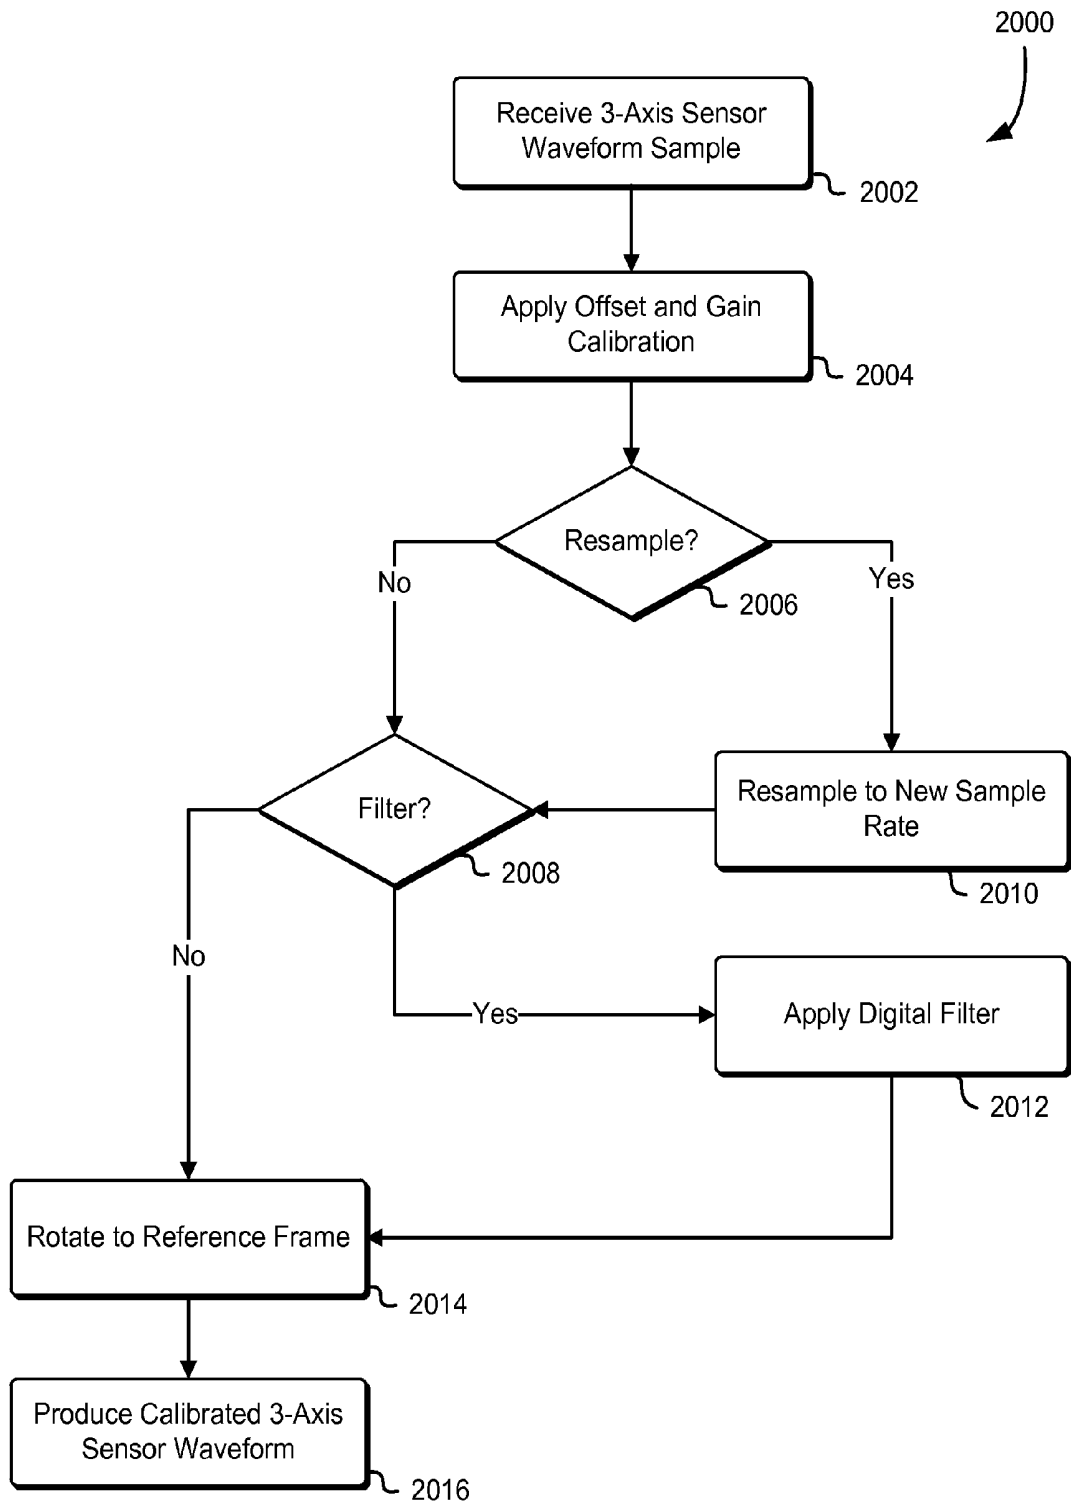 2000
Receive 3-Axis Sensor
Waveform Sample
2002
Apply Offset and Gain
Calibration
2004
Resample?
2006
No
Yes
Filter?
2008
Resample to New Sample
Rate
2010
No
Yes
Apply Digital Filter
2012
Rotate to Reference Frame
2014
Produce Calibrated 3-Axis
Sensor Waveform
2016